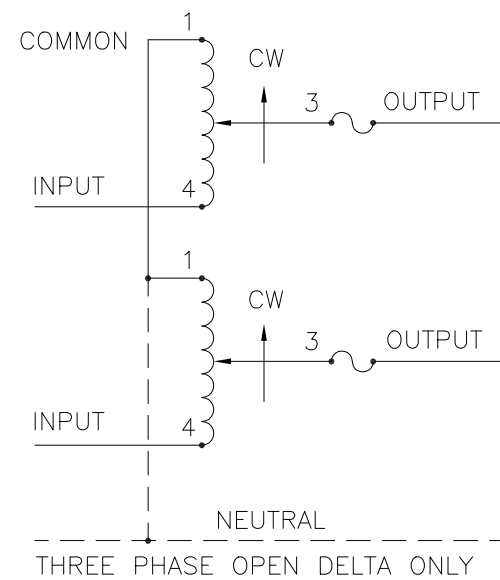 1
COMMON
CW
3
OUTPUT
INPUT
4
1
CW
3
OUTPUT
INPUT
4
NEUTRAL
THREE PHASE OPEN DELTA ONLY